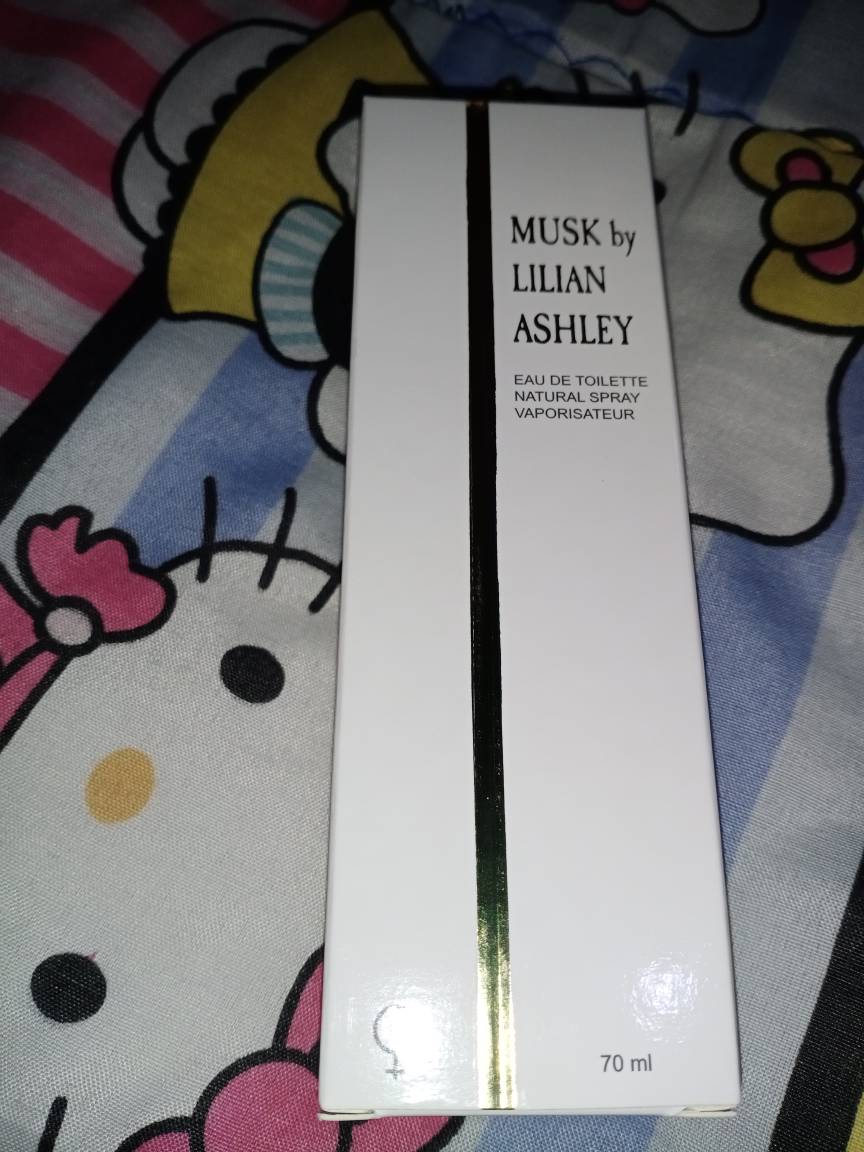 MUSK by
LILIAN
ASHLEY
EAU DE TOILETTE
NATURAL SPRAY
VAPORISATEUR
70 ml